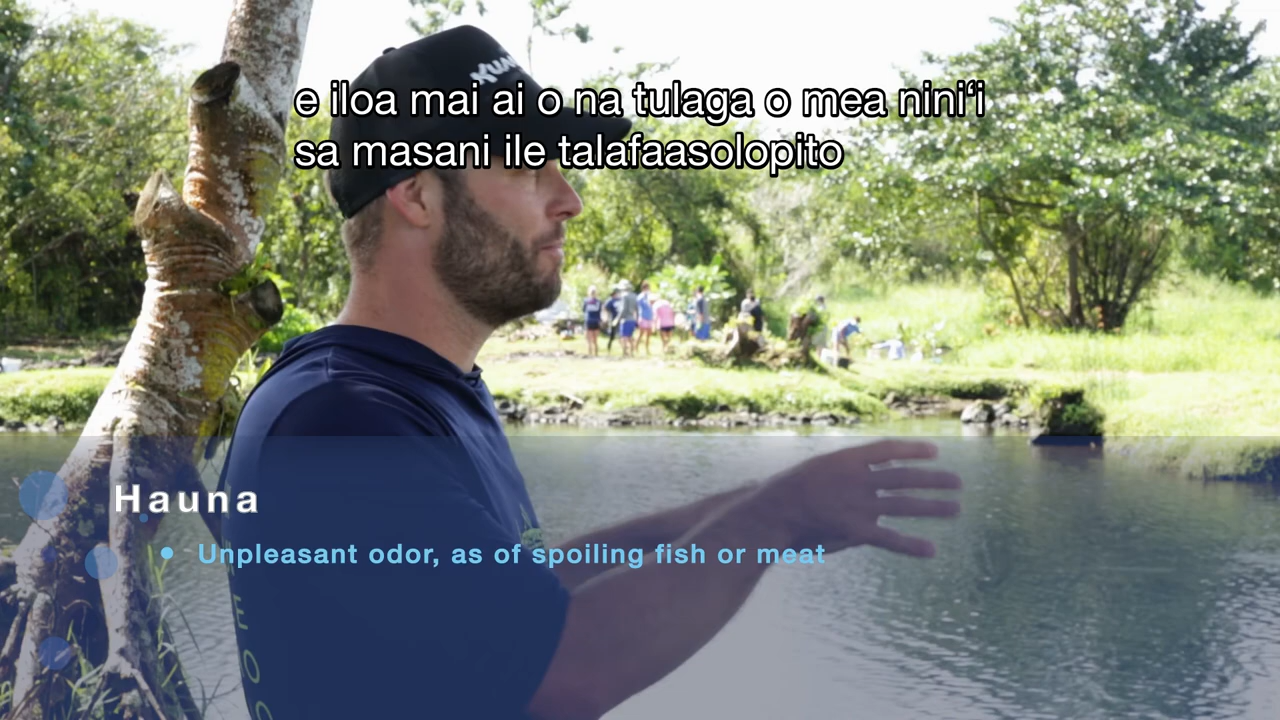 e iloa mai ai o na tulaga o mea nini‘i
sa masani ile talafaasolopito
Hauna
• Unpleasant odor, as of spoiling fish or meat